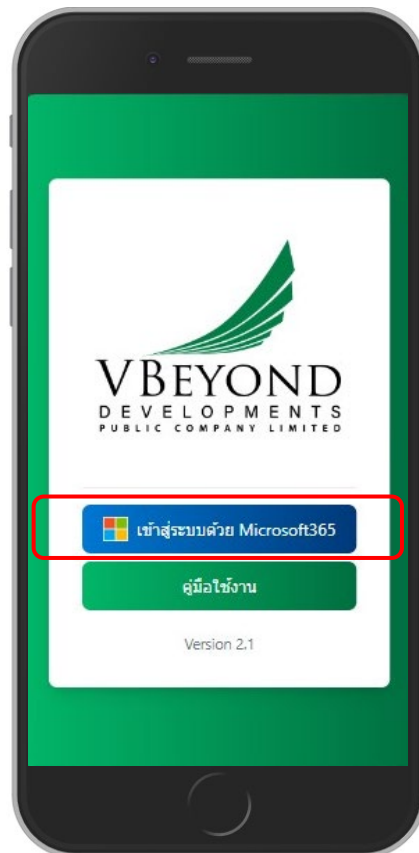 VBEYOND
DEVELOPMENTS
PUBLIC COMPANY LIMITED
เข้าสู่ระบบด้วย Microsoft365
คู่มือใช้งาน
Version 2.1